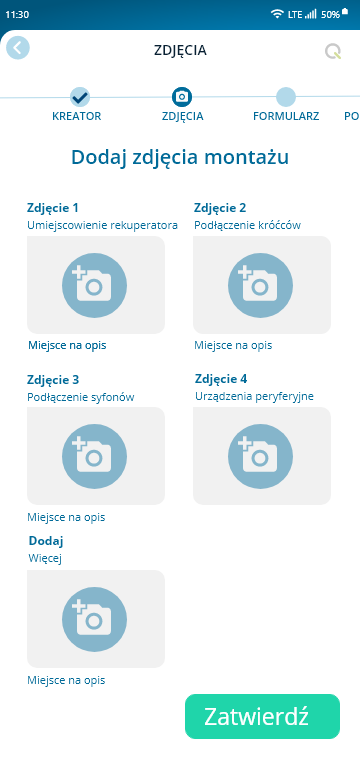 11:30 LTE 50%
ZDJĘCIA
KREATOR ZDJĘCIA FORMULARZ PO
Dodaj zdjęcia montażu
Zdjęcie 1 Zdjęcie 2
Umiejscowienie rekuperatora Podłączenie króćców
Miejsce na opis Miejsce na opis
Zdjęcie 3 Zdjęcie 4
Podłączenie syfonów Urządzenia peryferyjne
Miejsce na opis
Dodaj
Więcej
Miejsce na opis
Zatwierdź